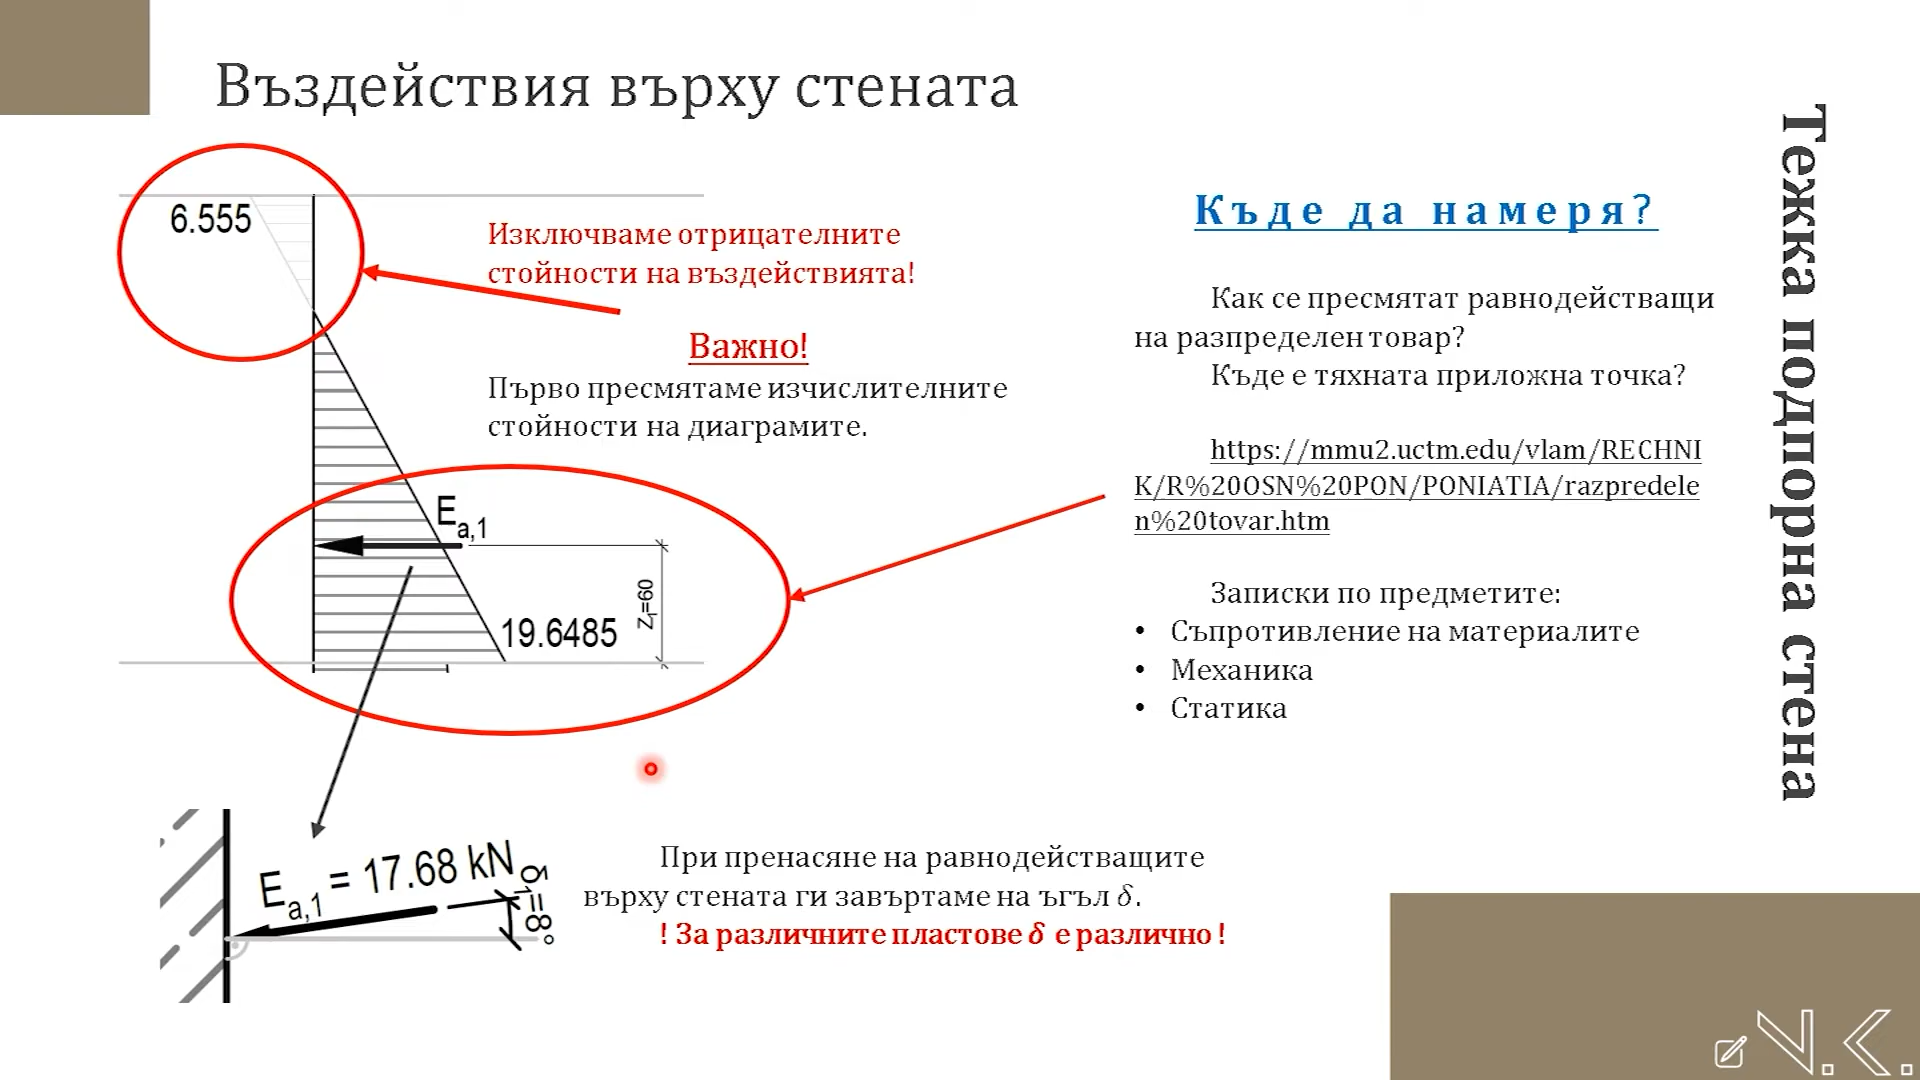 Въздействия върху стената
6.555
Изключваме отрицателните
стойности на въздействията!
Важно!
Първо пресмятаме изчислителните
стойности на диаграмите.
Ea,1
Zi=60
19.6485
Ea,1 = 17.68 kN
δ1=8°
При пренасяне на равнодействащите
върху стената ги завъртаме на ъгъл δ.
! За различните пластове δ е различно !
Къде да намеря?
Как се пресмятат равнодействащи
на разпределен товар?
Къде е тяхната приложна точка?
https://mmu2.uctm.edu/vlam/RECHNI
K/R%20OSN%20PON/PONIATIA/razpredele
n%20tovar.htm
Записки по предметите:
• Съпротивление на материалите
• Механика
• Статика
Тежка подпорна стена
V.K.